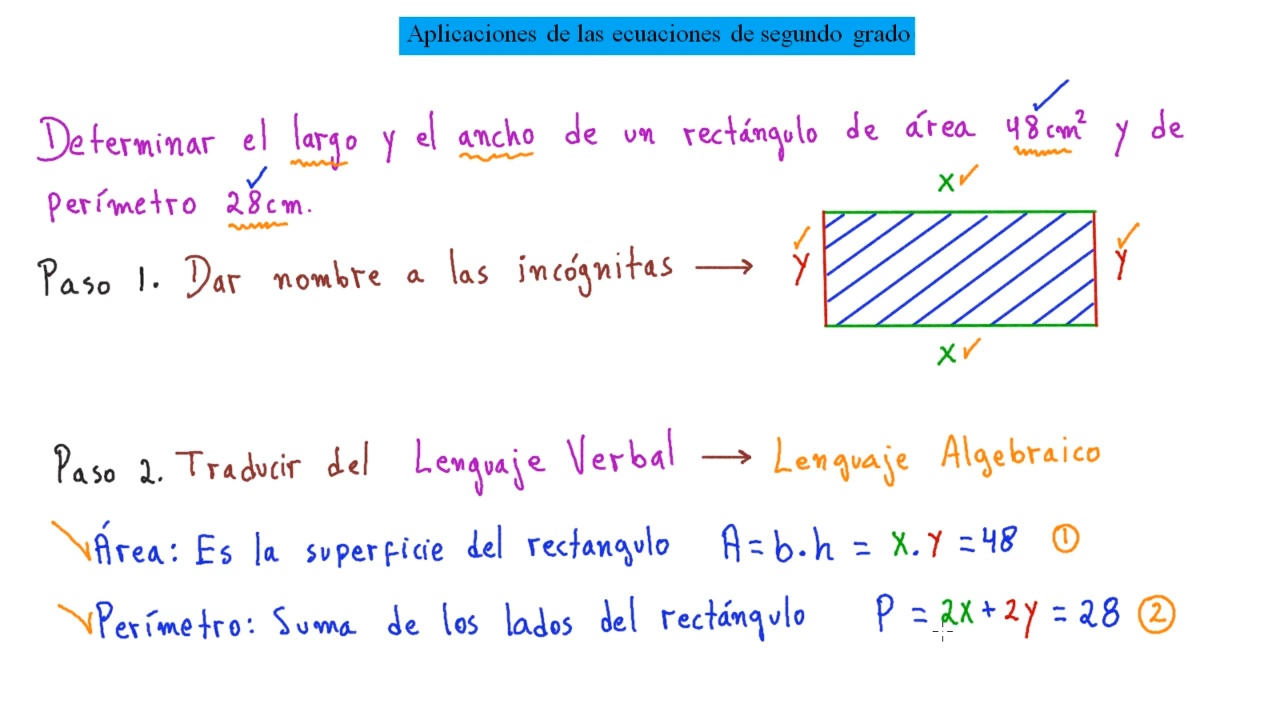 Aplicaciones de las ecuaciones de segundo grado
Determinar el largo y el ancho de un rectángulo de área 48cm² y de
perímetro 28cm.
x
Paso 1. Dar nombre a las incógnitas →
y
y
x
Paso 2. Traducir del Lenguaje Verbal → Lenguaje Algebraico
Área: Es la superficie del rectangulo A = b.h = x.y = 48 ①
Perímetro: Suma de los lados del rectángulo P = 2x + 2y = 28 ②